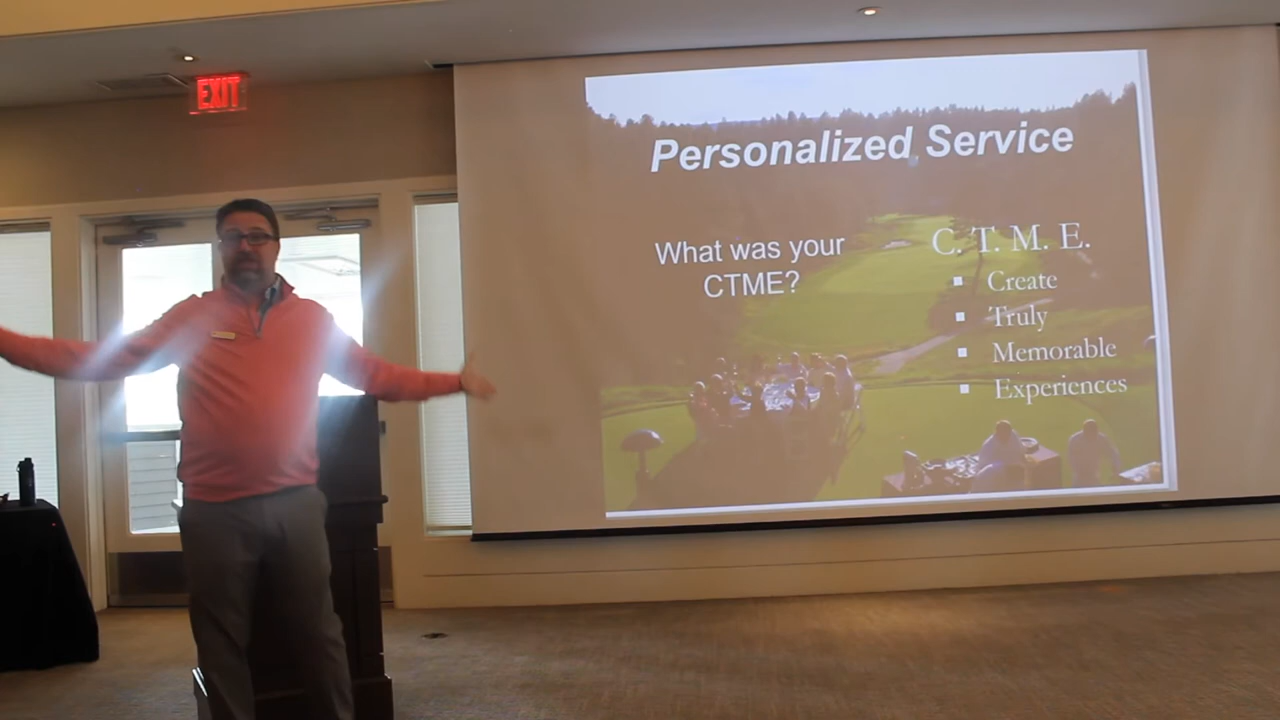 EXIT
Personalized Service
What was your
CTME?
C. T. M. E.
Create
Truly
Memorable
Experiences